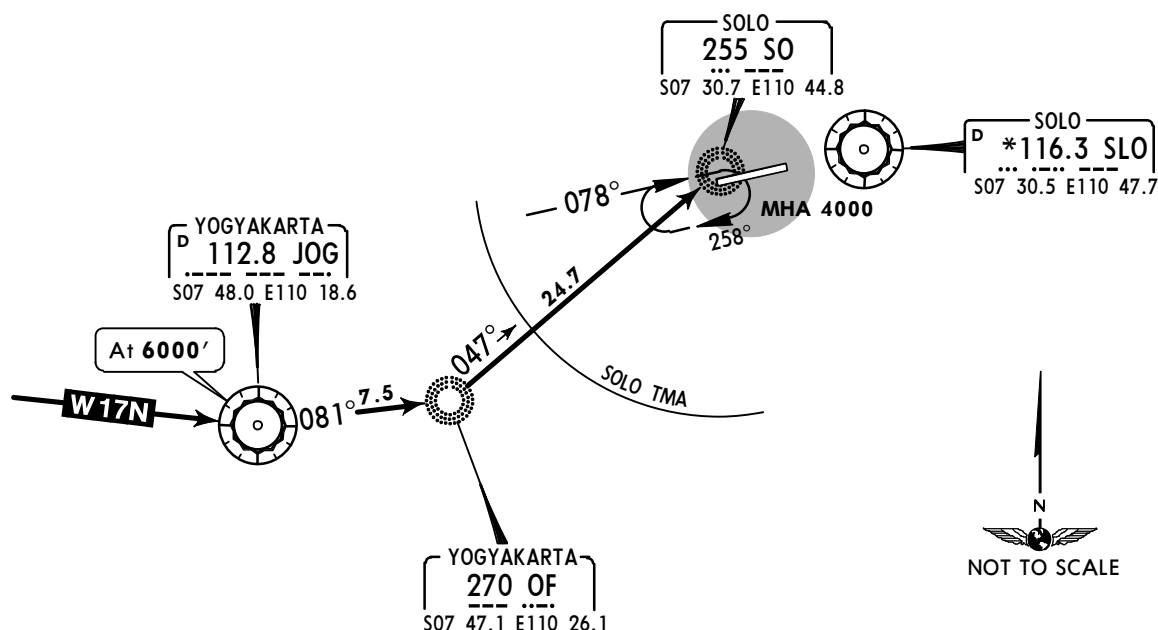 SOLO
255 SO
S07 30.7 E110 44.8
SOLO
D *116.3 SLO
S07 30.5 E110 47.7
078°
MHA 4000
258°
YOGYAKARTA
D 112.8 JOG
S07 48.0 E110 18.6
24.7
At 6000'
047°
SOLO TMA
W17N
081°
7.5
N
NOT TO SCALE
YOGYAKARTA
270 OF
S07 47.1 E110 26.1